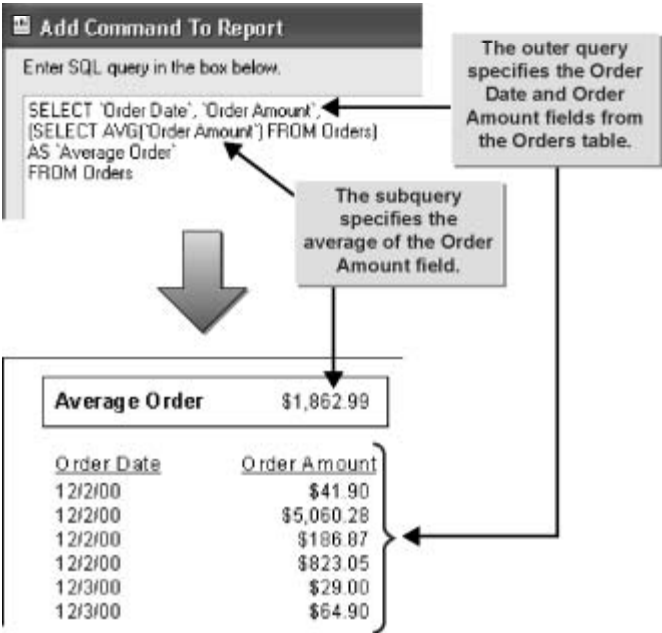 Add Command To Report
Enter SQL query in the box below.
SELECT `Order Date`, `Order Amount`,
(SELECT AVG(`Order Amount`) FROM Orders)
AS `Average Order`
FROM Orders
The outer query
specifies the Order
Date and Order
Amount fields from
the Orders table.
The subquery
specifies the
average of the Order
Amount field.
Average Order $1,862.99
Order Date Order Amount
12/2/00 $41.90
12/2/00 $5,060.28
12/2/00 $186.87
12/2/00 $823.05
12/3/00 $29.00
12/3/00 $64.90